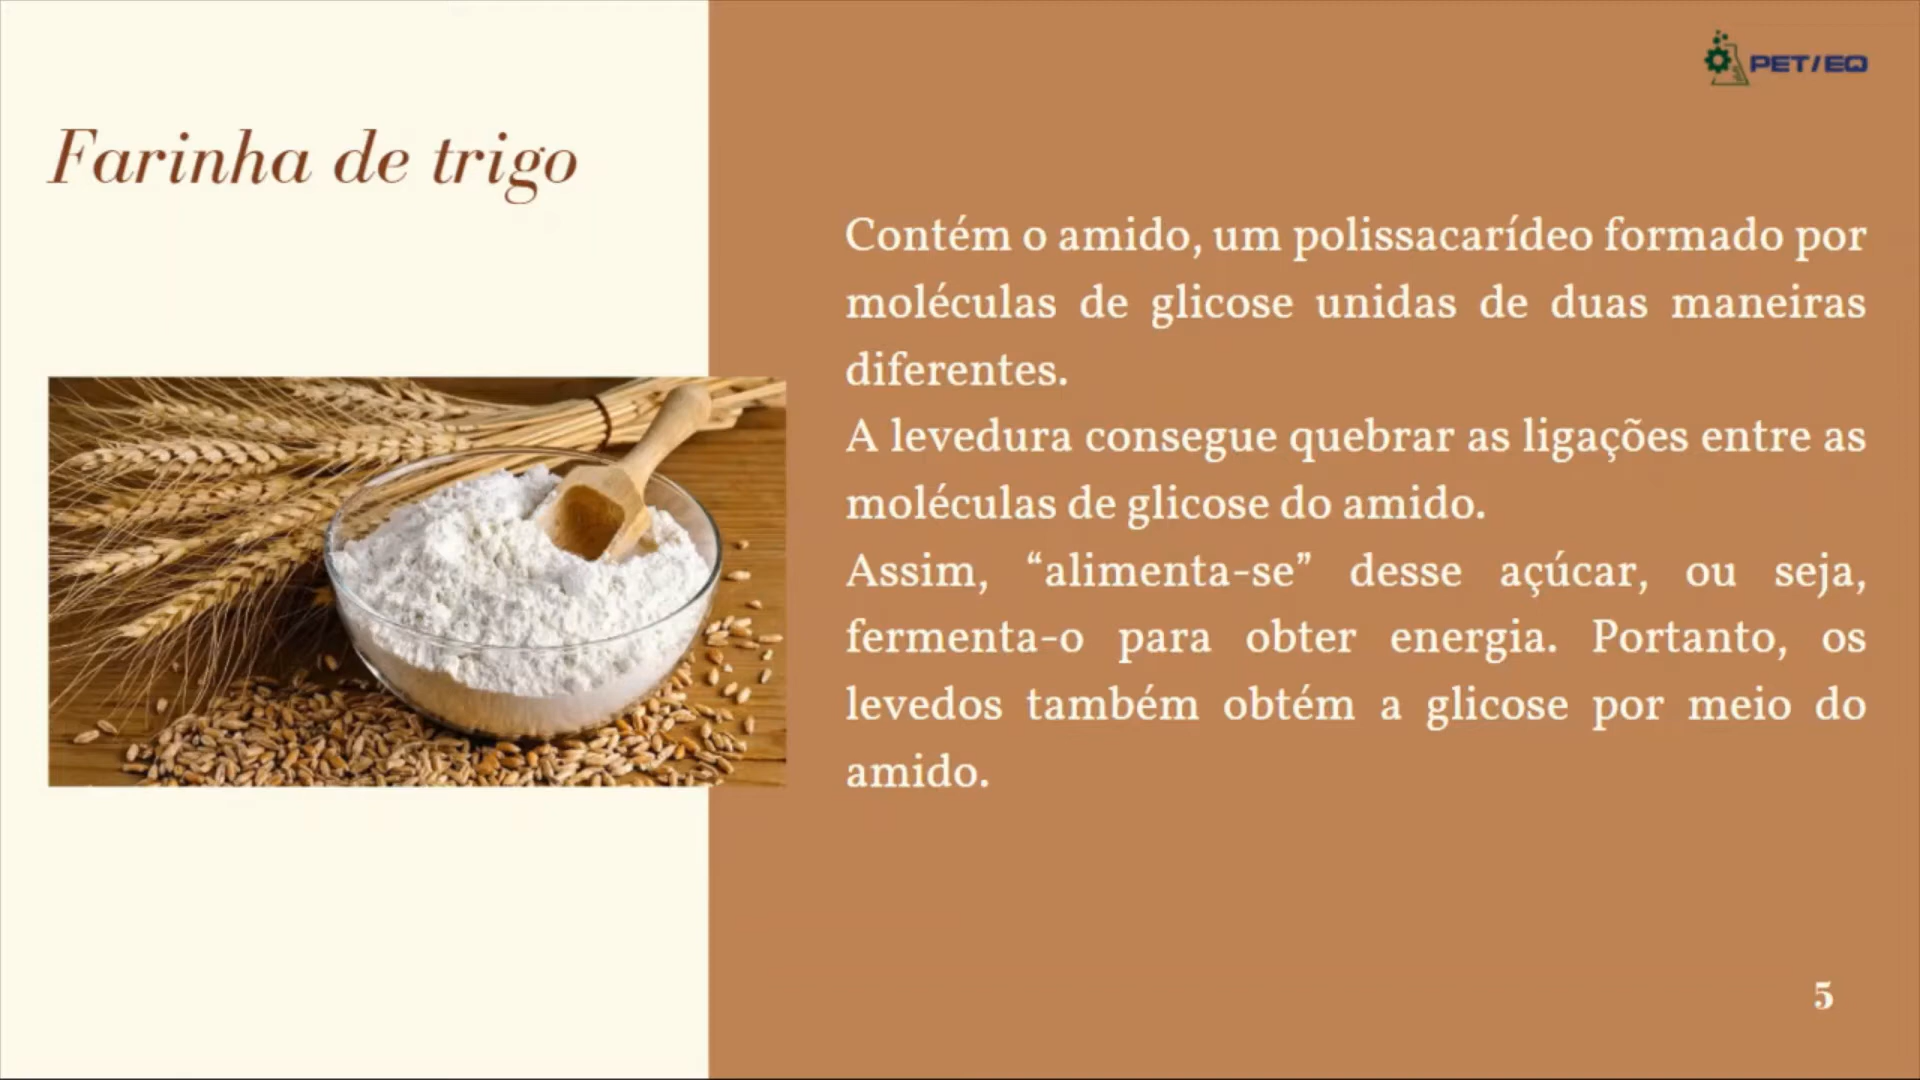 PET/EQ
Farinha de trigo
Contém o amido, um polissacarídeo formado por
moléculas de glicose unidas de duas maneiras
diferentes.
A levedura consegue quebrar as ligações entre as
moléculas de glicose do amido.
Assim, “alimenta-se” desse açúcar, ou seja,
fermenta-o para obter energia. Portanto, os
levedos também obtém a glicose por meio do
amido.
5